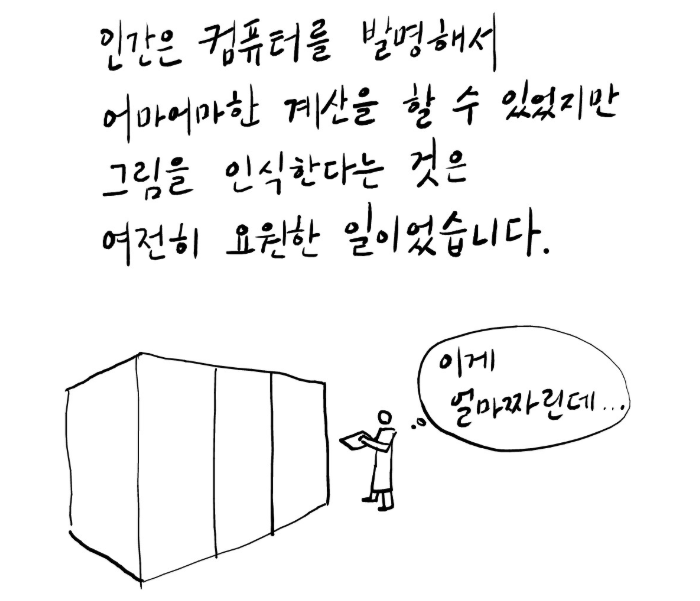 인간은 컴퓨터를 발명해서
어마어마한 계산을 할 수 있었지만
그림을 인식한다는 것은
여전히 요원한 일이었습니다.
이게
얼마짜린데...